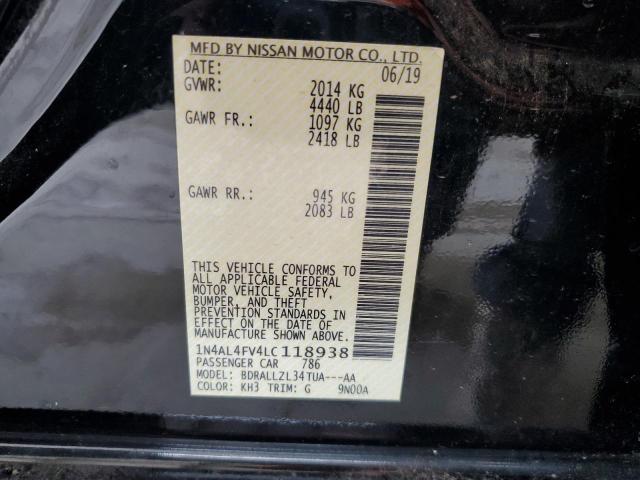 MFD BY NISSAN MOTOR CO., LTD.
DATE: 06/19
GVWR: 2014 KG
4440 LB
GAWR FR.: 1097 KG
2418 LB
GAWR RR.: 945 KG
2083 LB
THIS VEHICLE CONFORMS TO
ALL APPLICABLE FEDERAL
MOTOR VEHICLE SAFETY,
BUMPER, AND THEFT
PREVENTION STANDARDS IN
EFFECT ON THE DATE OF
MANUFACTURE SHOWN ABOVE.
1N4AL4FV4LC118938
PASSENGER CAR 786
MODEL: BDRALLZL34TUA---AA
COLOR: KH3 TRIM: G 9N00A